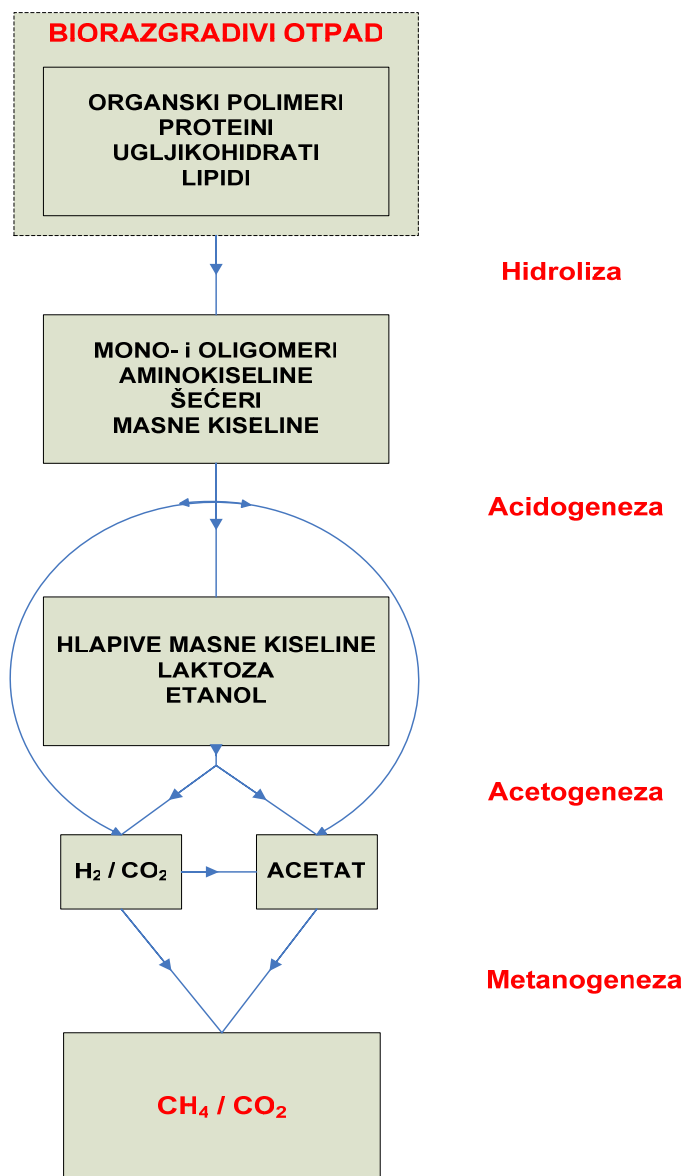 BIORAZGRADIVI OTPAD
ORGANSKI POLIMERI
PROTEINI
UGLJIKOHIDRATI
LIPIDI
Hidroliza
MONO- i OLIGOMERI
AMINOKISELINE
ŠEĆERI
MASNE KISELINE
Acidogeneza
HLAPIVE MASNE KISELINE
LAKTOZA
ETANOL
Acetogeneza
H₂ / CO₂
ACETAT
Metanogeneza
CH₄ / CO₂